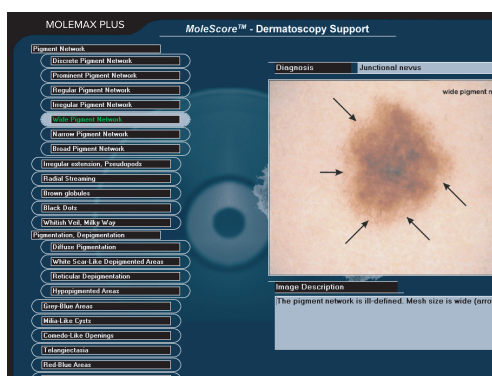 MOLEMAX PLUS
MoleScore™ - Dermatoscopy Support
Pigment Network
Discrete Pigment Network
Prominent Pigment Network
Regular Pigment Network
Irregular Pigment Network
Wide Pigment Network
Narrow Pigment Network
Broad Pigment Network
Irregular extension, Pseudopods
Radial Streaming
Brown globules
Black Dots
Whitish Veil, Milky Way
Pigmentation, Depigmentation
Diffuse Pigmentation
White Scar-Like Depigmented Areas
Reticular Depigmentation
Hypopigmented Areas
Grey-Blue Areas
Milia-Like Cysts
Comedo-Like Openings
Telangiectasia
Red-Blue Areas
Diagnosis Junctional nevus
wide pigment n
Image Description
The pigment network is ill-defined. Mesh size is wide (arro